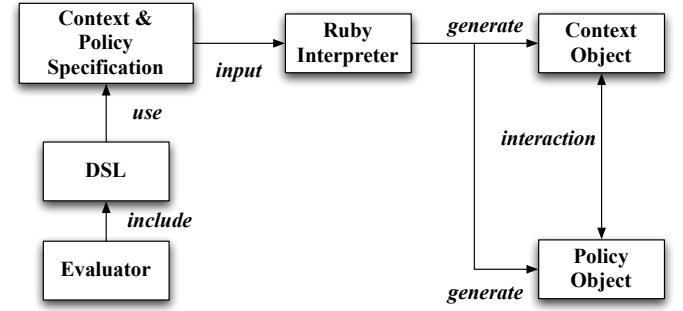 Context &
Policy
Specification
input
Ruby
Interpreter
generate
Context
Object
use
interaction
DSL
include
Evaluator
Policy
Object
generate